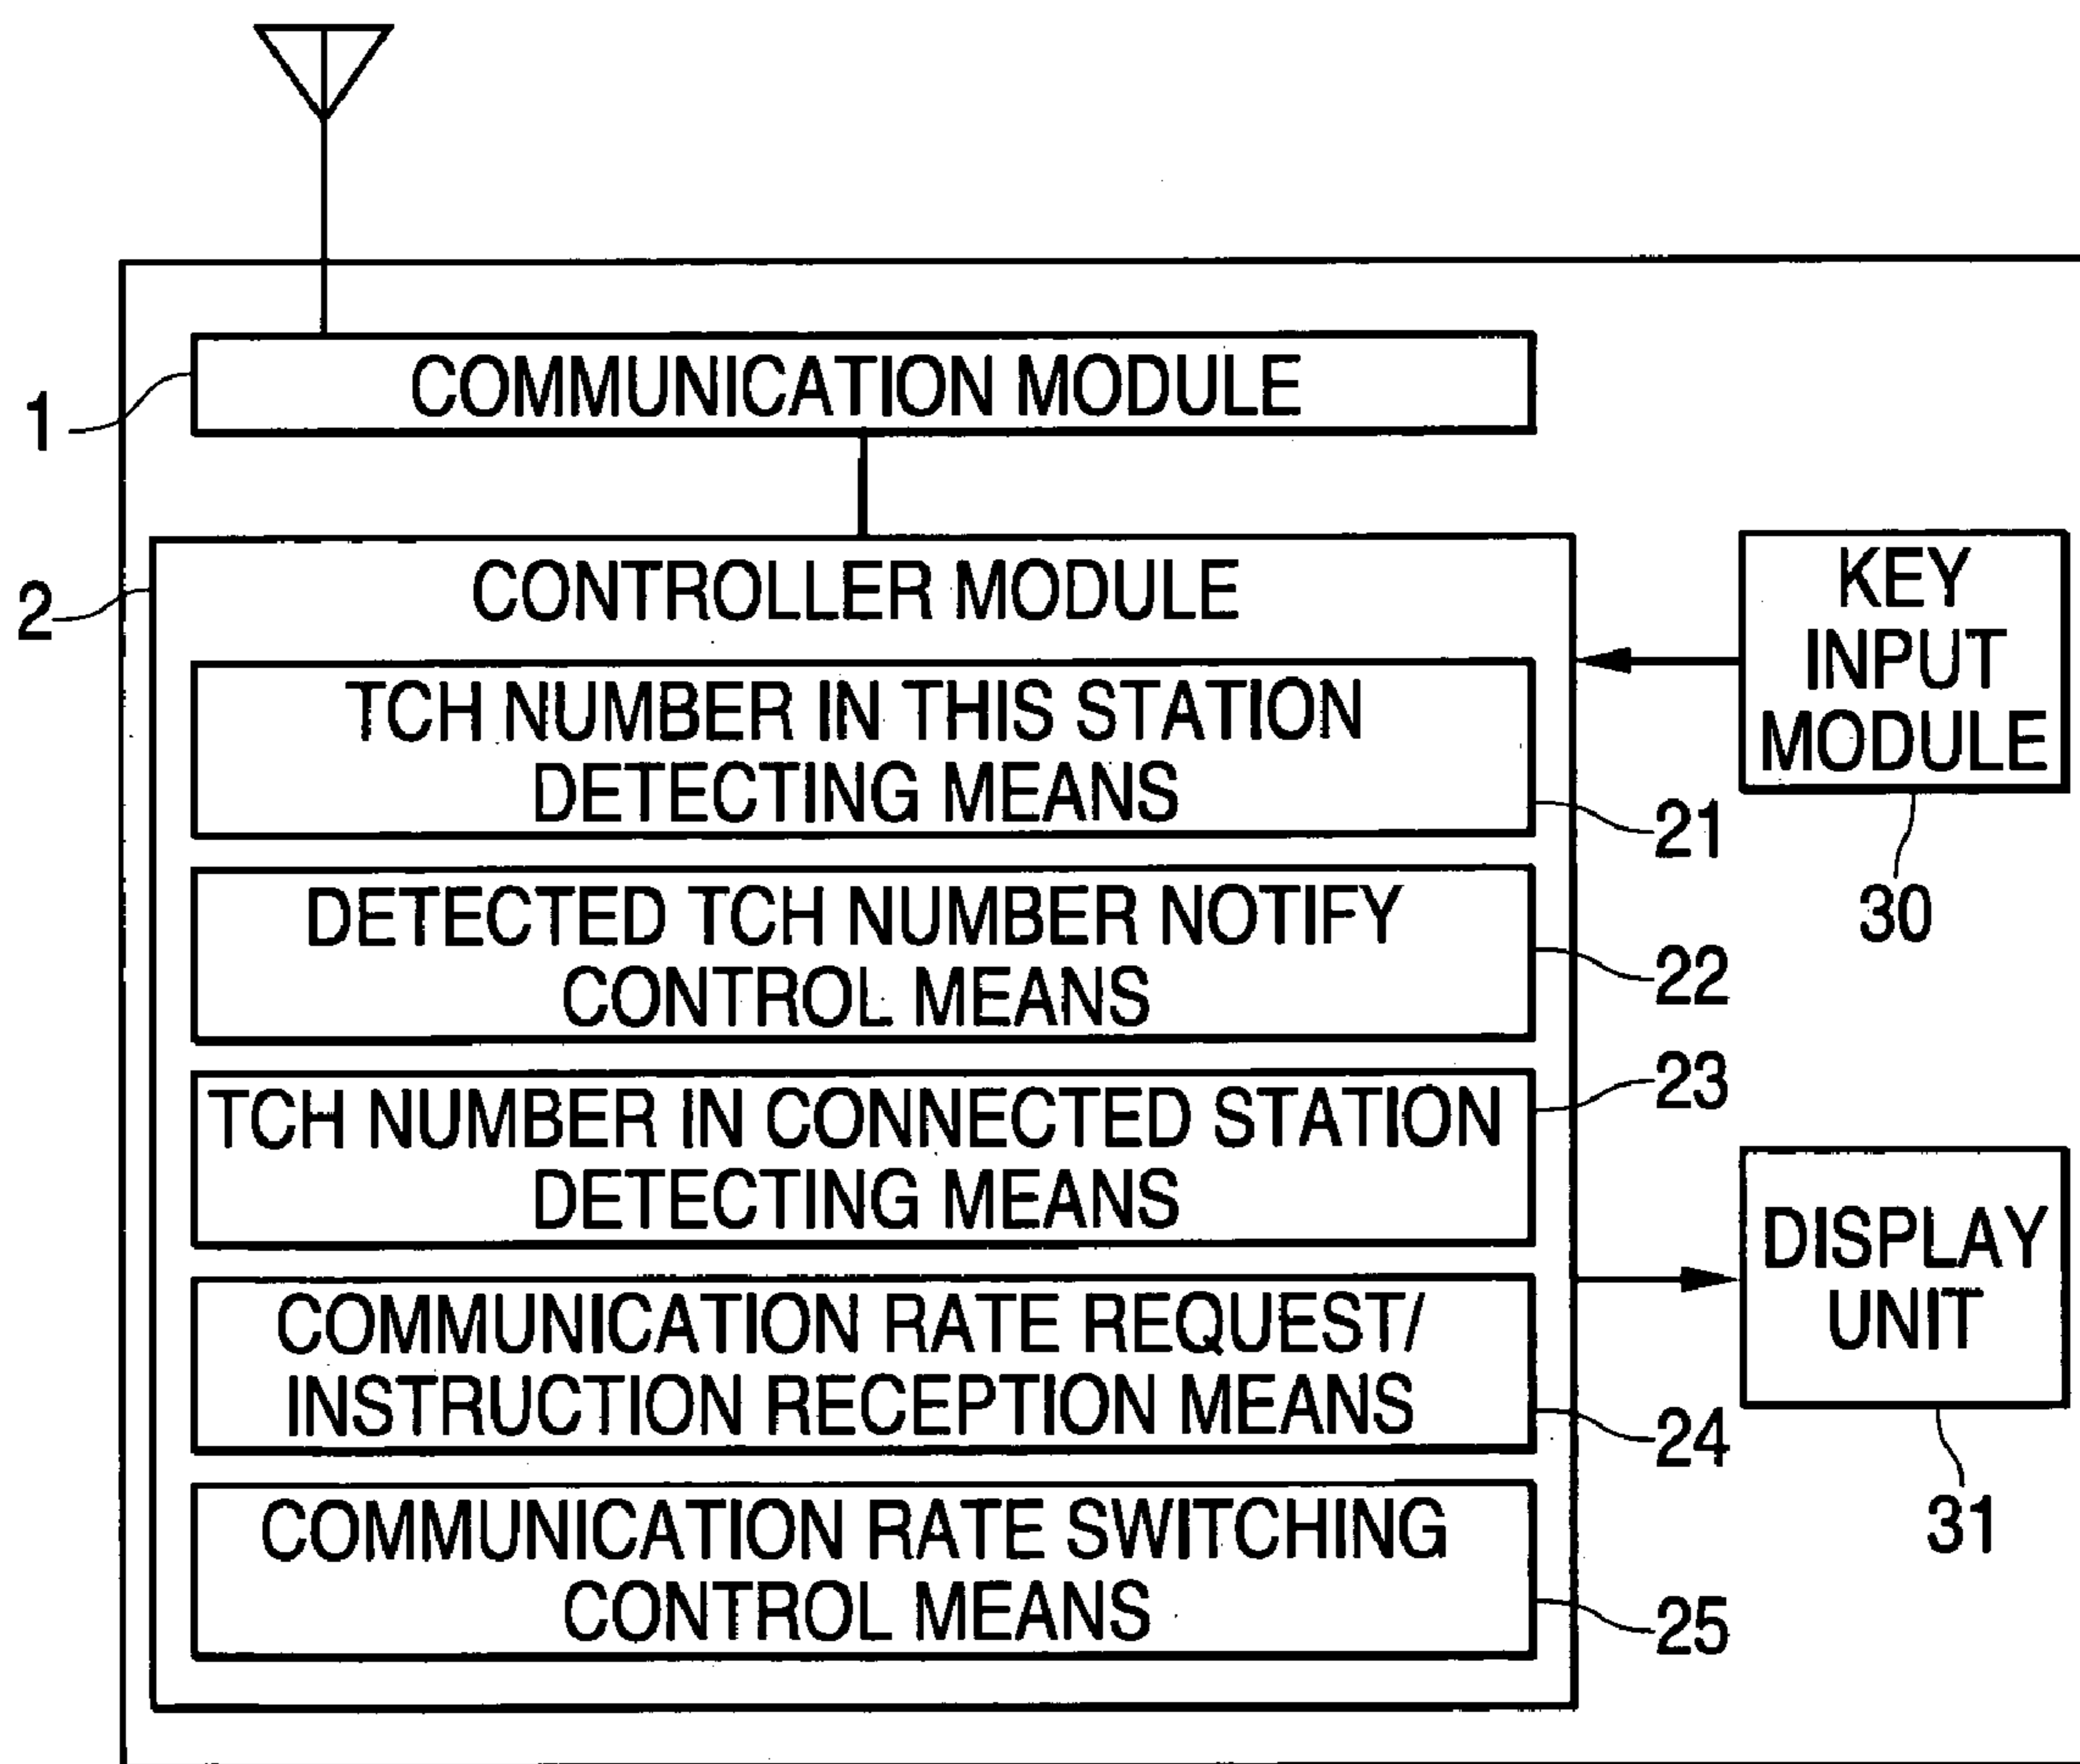 COMMUNICATION MODULE
1
CONTROLLER MODULE
2
TCH NUMBER IN THIS STATION
DETECTING MEANS
21
DETECTED TCH NUMBER NOTIFY
CONTROL MEANS
22
TCH NUMBER IN CONNECTED STATION
DETECTING MEANS
23
COMMUNICATION RATE REQUEST/
INSTRUCTION RECEPTION MEANS
24
COMMUNICATION RATE SWITCHING
CONTROL MEANS
25
KEY
INPUT
MODULE
30
DISPLAY
UNIT
31